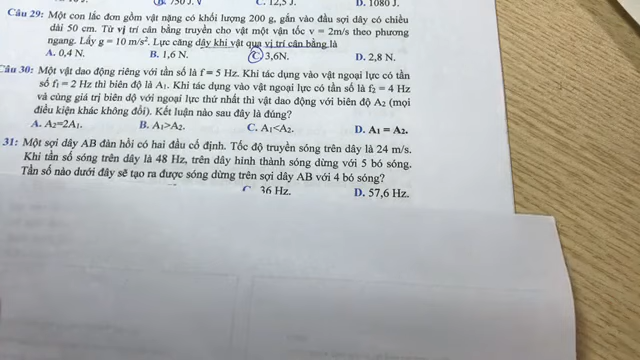 B. 750 J. V C. 12,5 J. D. 1080 J.
Câu 29: Một con lắc đơn gồm vật nặng có khối lượng 200 g, gắn vào đầu sợi dây có chiều
dài 50 cm. Từ vị trí cân bằng truyền cho vật một vận tốc v = 2m/s theo phương
ngang. Lấy g = 10 m/s². Lực căng dây khi vật qua vị trí cân bằng là
A. 0,4 N. B. 1,6 N. C. 3,6N. D. 2,8 N.
Câu 30: Một vật dao động riêng với tần số là f = 5 Hz. Khi tác dụng vào vật ngoại lực có tần
số f₁ = 2 Hz thì biên độ là A₁. Khi tác dụng vào vật ngoại lực có tần số là f₂ = 4 Hz
và cùng giá trị biên độ với ngoại lực thứ nhất thì vật dao động với biên độ A₂ (mọi
điều kiện khác không đổi). Kết luận nào sau đây là đúng?
A. A₂=2A₁. B. A₁>A₂. C. A₁<A₂. D. A₁ = A₂.
31: Một sợi dây AB đàn hồi có hai đầu cố định. Tốc độ truyền sóng trên dây là 24 m/s.
Khi tần số sóng trên dây là 48 Hz, trên dây hình thành sóng dừng với 5 bó sóng.
Tần số nào dưới đây sẽ tạo ra được sóng dừng trên sợi dây AB với 4 bó sóng?
C. 36 Hz. D. 57,6 Hz.